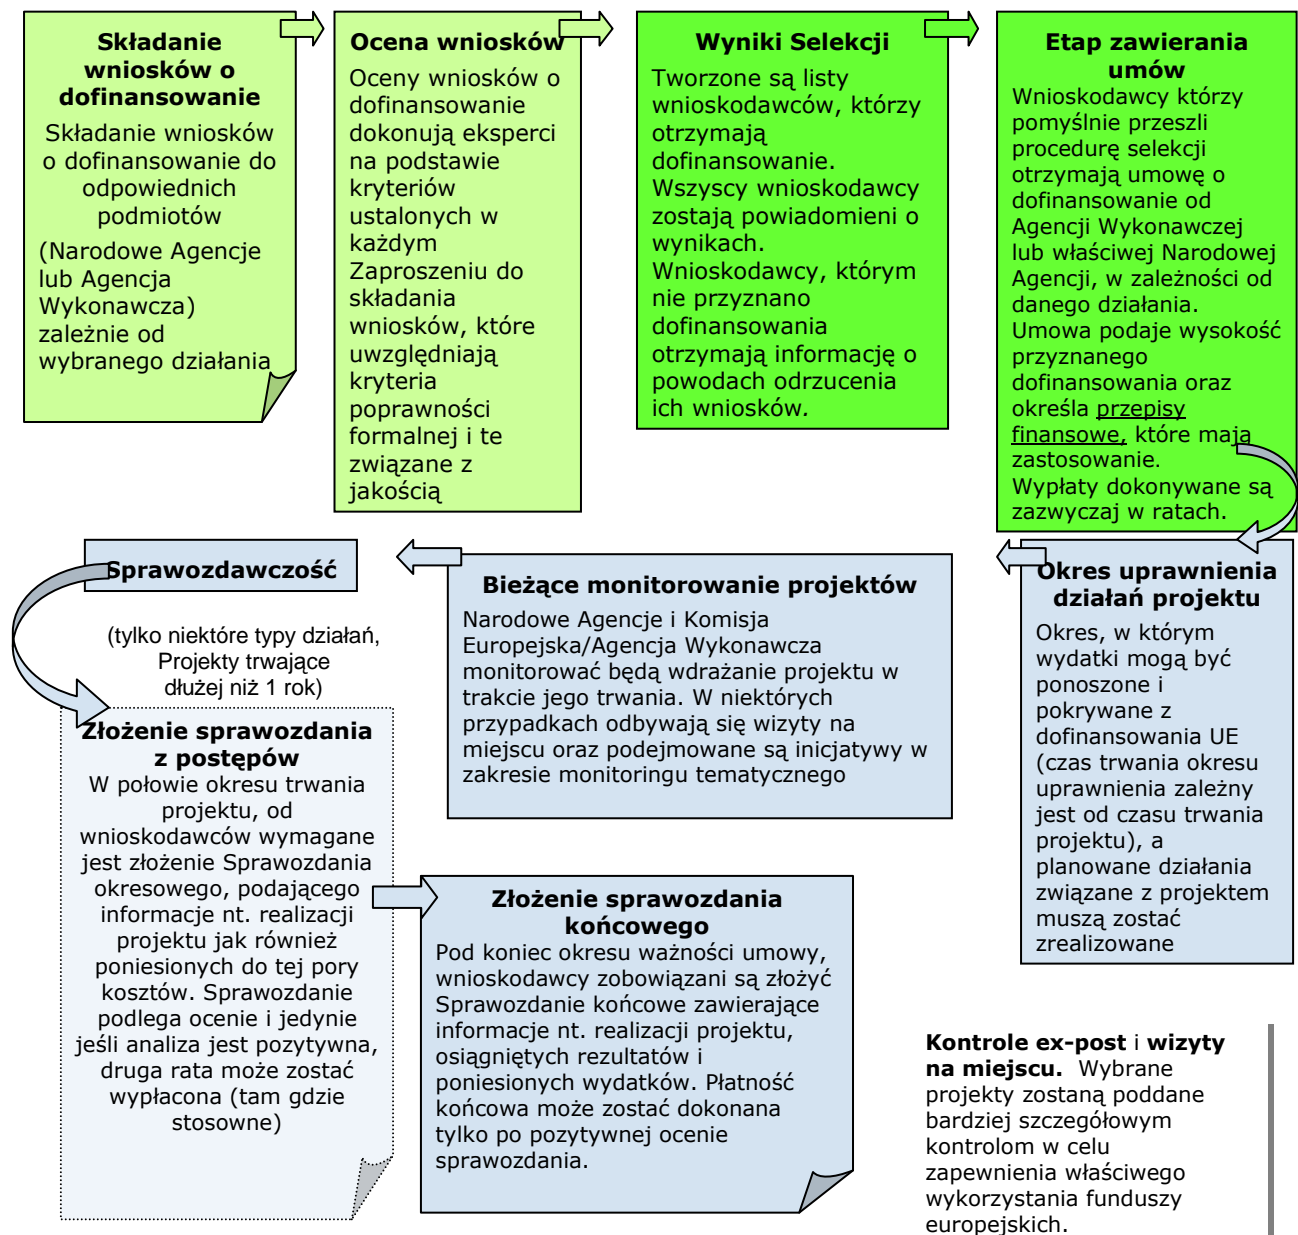 Składanie
wniosków o
dofinansowanie
Składanie wniosków
o dofinansowanie do
odpowiednich
podmiotów
(Narodowe Agencje
lub Agencja
Wykonawcza)
zależnie od
wybranego działania
Ocena wniosków
Oceny wniosków o
dofinansowanie
dokonują eksperci
na podstawie
kryteriów
ustalonych w
każdym
Zaproszeniu do
składania
wniosków, które
uwzględniają
kryteria
poprawności
formalnej i te
związane z
jakością
Wyniki Selekcji
Tworzone są listy
wnioskodawców, którzy
otrzymają
dofinansowanie.
Wszyscy wnioskodawcy
zostają powiadomieni o
wynikach.
Wnioskodawcy, którym
nie przyznano
dofinansowania
otrzymają informację o
powodach odrzucenia
ich wniosków.
Etap zawierania
umów
Wnioskodawcy którzy
pomyślnie przeszli
procedurę selekcji
otrzymają umowę o
dofinansowanie od
Agencji Wykonawczej
lub właściwej Narodowej
Agencji, w zależności od
danego działania.
Umowa podaje wysokość
przyznanego
dofinansowania oraz
określa przepisy
finansowe, które mają
zastosowanie.
Wypłaty dokonywane są
zazwyczaj w ratach.
Okres uprawnienia
działań projektu
Okres, w którym
wydatki mogą być
ponoszone i
pokrywane z
dofinansowania UE
(czas trwania okresu
uprawnienia zależny
jest od czasu trwania
projektu), a
planowane działania
związane z projektem
muszą zostać
zrealizowane
Bieżące monitorowanie projektów
Narodowe Agencje i Komisja
Europejska/Agencja Wykonawcza
monitorować będą wdrażanie projektu w
trakcie jego trwania. W niektórych
przypadkach odbywają się wizyty na
miejscu oraz podejmowane są inicjatywy w
zakresie monitoringu tematycznego
Sprawozdawczość
(tylko niektóre typy działań,
Projekty trwające
dłużej niż 1 rok)
Złożenie sprawozdania
z postępów
W połowie okresu trwania
projektu, od
wnioskodawców wymagane
jest złożenie Sprawozdania
okresowego, podającego
informacje nt. realizacji
projektu jak również
poniesionych do tej pory
kosztów. Sprawozdanie
podlega ocenie i jedynie
jeśli analiza jest pozytywna,
druga rata może zostać
wypłacona (tam gdzie
stosowne)
Złożenie sprawozdania
końcowego
Pod koniec okresu ważności umowy,
wnioskodawcy zobowiązani są złożyć
Sprawozdanie końcowe zawierające
informacje nt. realizacji projektu,
osiągniętych rezultatów i
poniesionych wydatków. Płatność
końcowa może zostać dokonana
tylko po pozytywnej ocenie
sprawozdania.
Kontrole ex-post i wizyty
na miejscu. Wybrane
projekty zostaną poddane
bardziej szczegółowym
kontrolom w celu
zapewnienia właściwego
wykorzystania funduszy
europejskich.